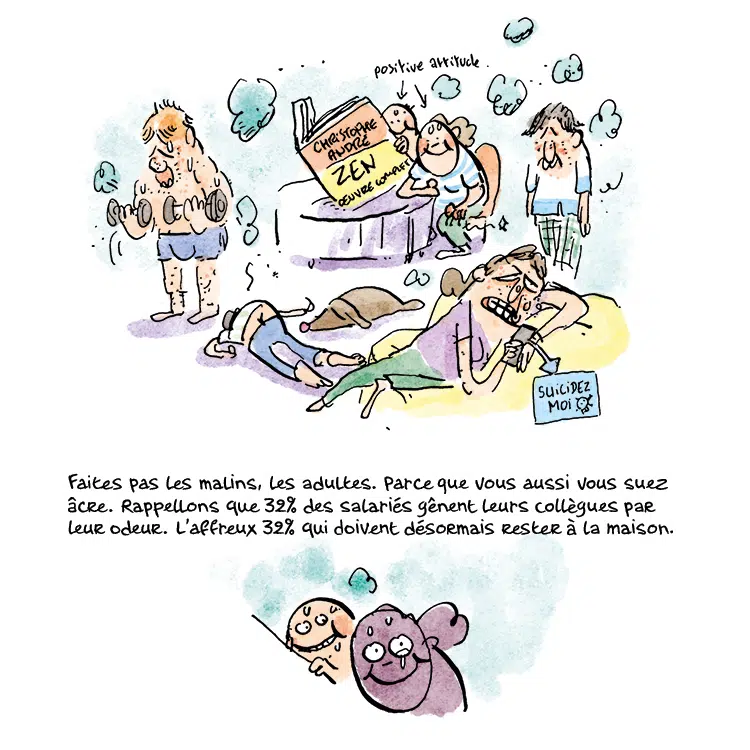 positive attitude.
CHRISTOPHE
ANDRÉ
ZEN
OEUVRE COMPLET
SUICIDEZ
MOI
Faites pas les malins, les adultes. Parce que vous aussi vous suez
âcre. Rappellons que 32% des salariés gênent leurs collègues par
leur odeur. L'affreux 32% qui doivent désormais rester à la maison.